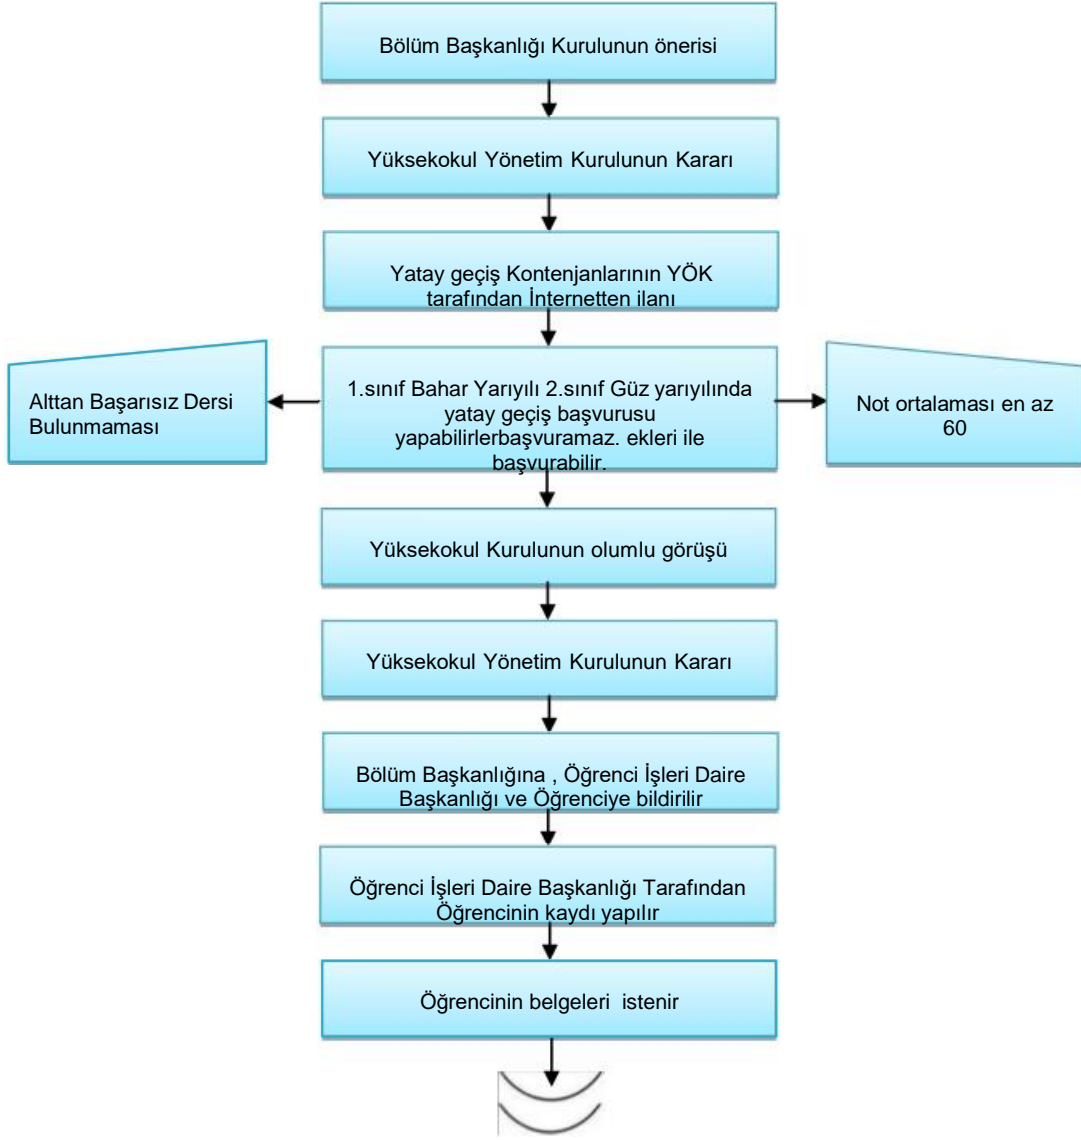 Bölüm Başkanlığı Kurulunun önerisi
Yüksekokul Yönetim Kurulunun Kararı
Yatay geçiş Kontenjanlarının YÖK
tarafından İnternetten ilanı
Alttan Başarısız Dersi
Bulunmaması
1.sınıf Bahar Yarıyılı 2.sınıf Güz yarıyılında
yatay geçiş başvurusu
yapabilirlerbaşvuramaz. ekleri ile
başvurabilir.
Not ortalaması en az
60
Yüksekokul Kurulunun olumlu görüşü
Yüksekokul Yönetim Kurulunun Kararı
Bölüm Başkanlığına , Öğrenci İşleri Daire
Başkanlığı ve Öğrenciye bildirilir
Öğrenci İşleri Daire Başkanlığı Tarafından
Öğrencinin kaydı yapılır
Öğrencinin belgeleri istenir